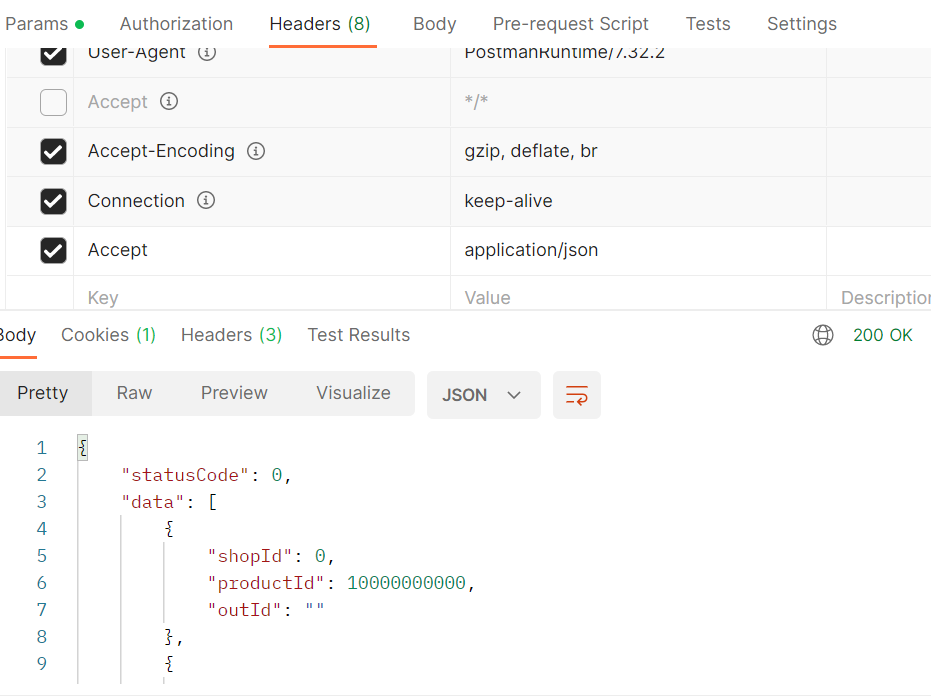 Params Authorization Headers (8) Body Pre-request Script Tests Settings
User-Agent PostmanRuntime/7.32.2
Accept */*
Accept-Encoding gzip, deflate, br
Connection keep-alive
Accept application/json
Key Value Description
Body Cookies (1) Headers (3) Test Results 200 OK
Pretty Raw Preview Visualize JSON
1 {
2 "statusCode": 0,
3 "data": [
4 {
5 "shopId": 0,
6 "productId": 10000000000,
7 "outId": ""
8 },
9 {